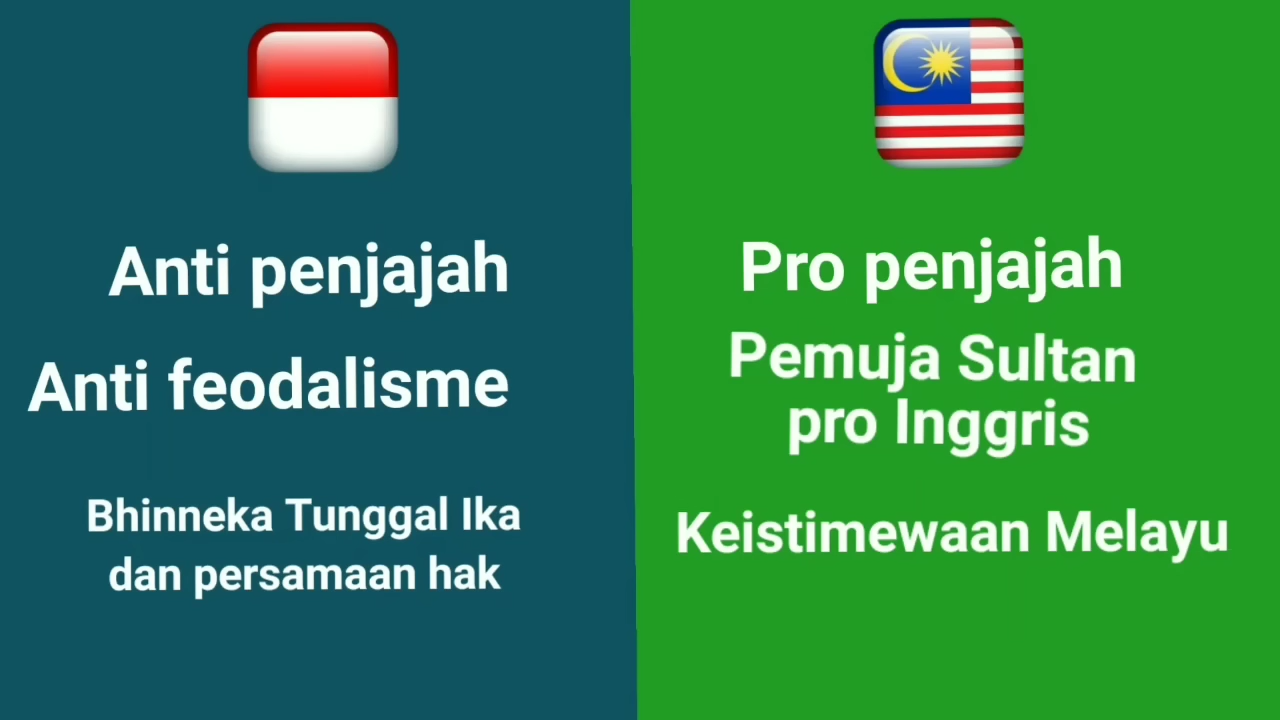 Anti penjajah
Anti feodalisme
Bhinneka Tunggal Ika
dan persamaan hak
Pro penjajah
Pemuja Sultan
pro Inggris
Keistimewaan Melayu